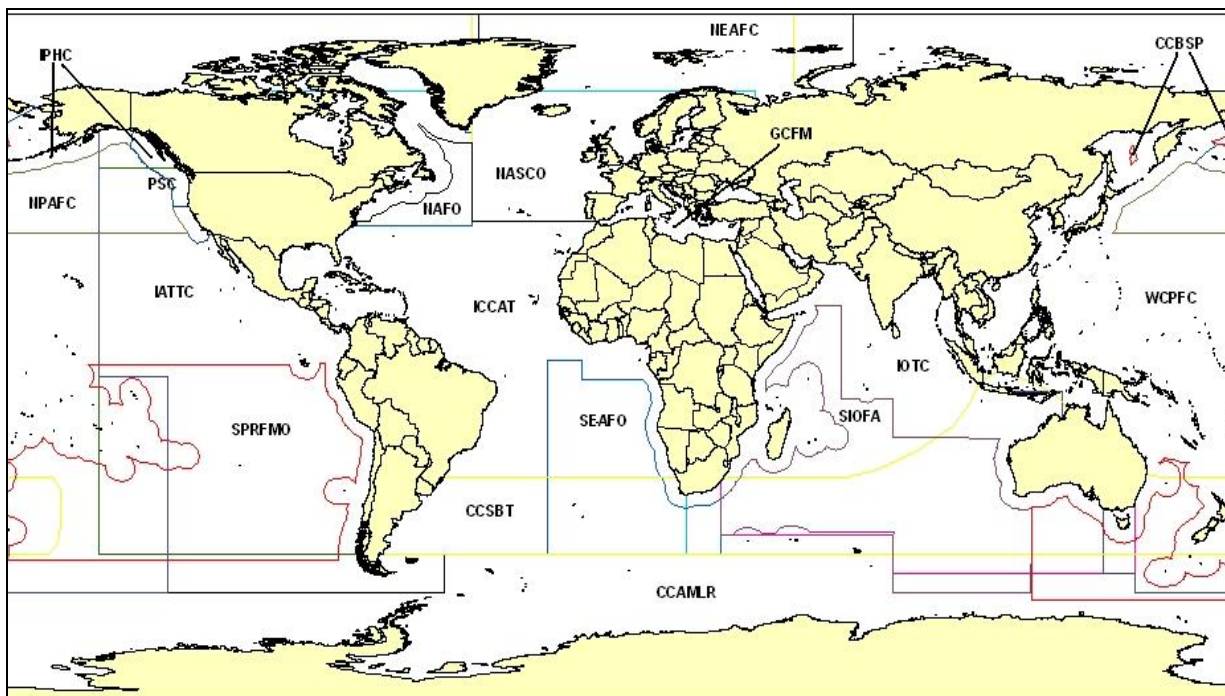 NEAFC
IPHC
CCBSP
GCFM
NASCO
PSC
NPAFC
NAFO
IATTC
ICCAT
WCPFC
IOTC
SIOFA
SEAFO
SPRFMO
CCSBT
CCAMLR